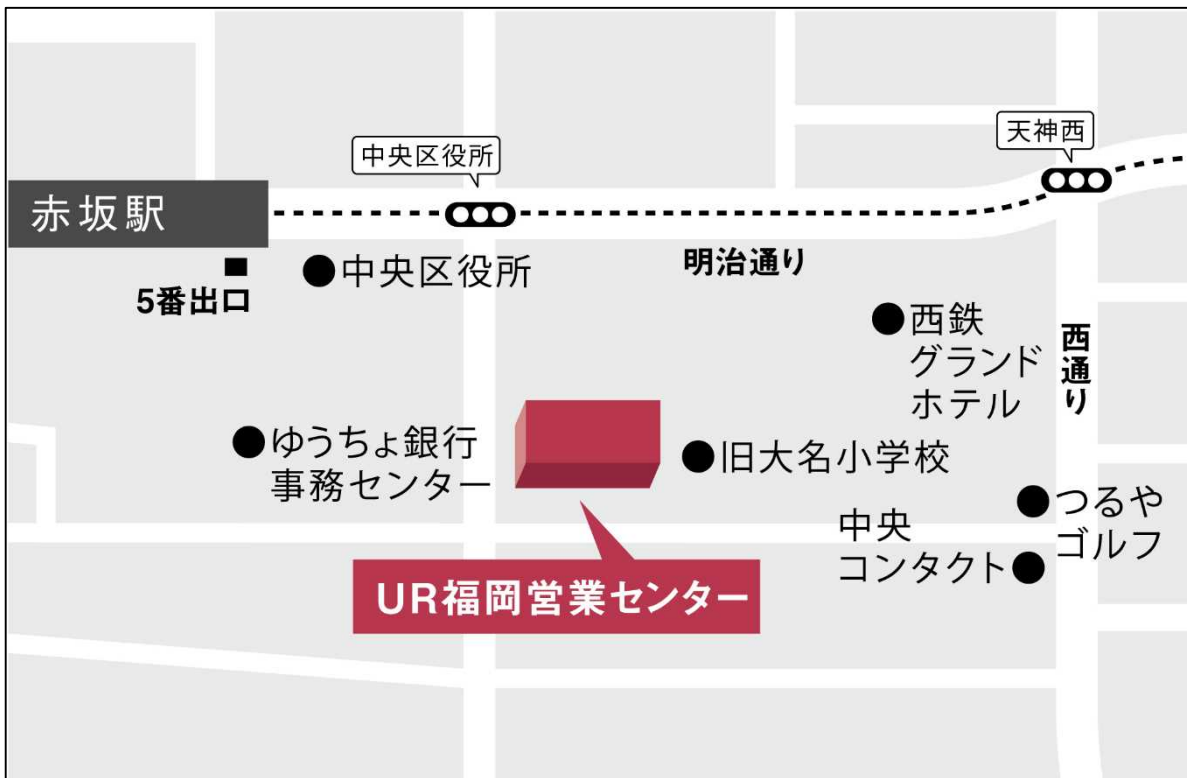 天神西
中央区役所
赤坂駅
明治通り
中央区役所
5番出口
西鉄
グランド
ホテル
西通り
ゆうちょ銀行
事務センター
旧大名小学校
つるや
ゴルフ
中央
コンタクト
UR福岡営業センター